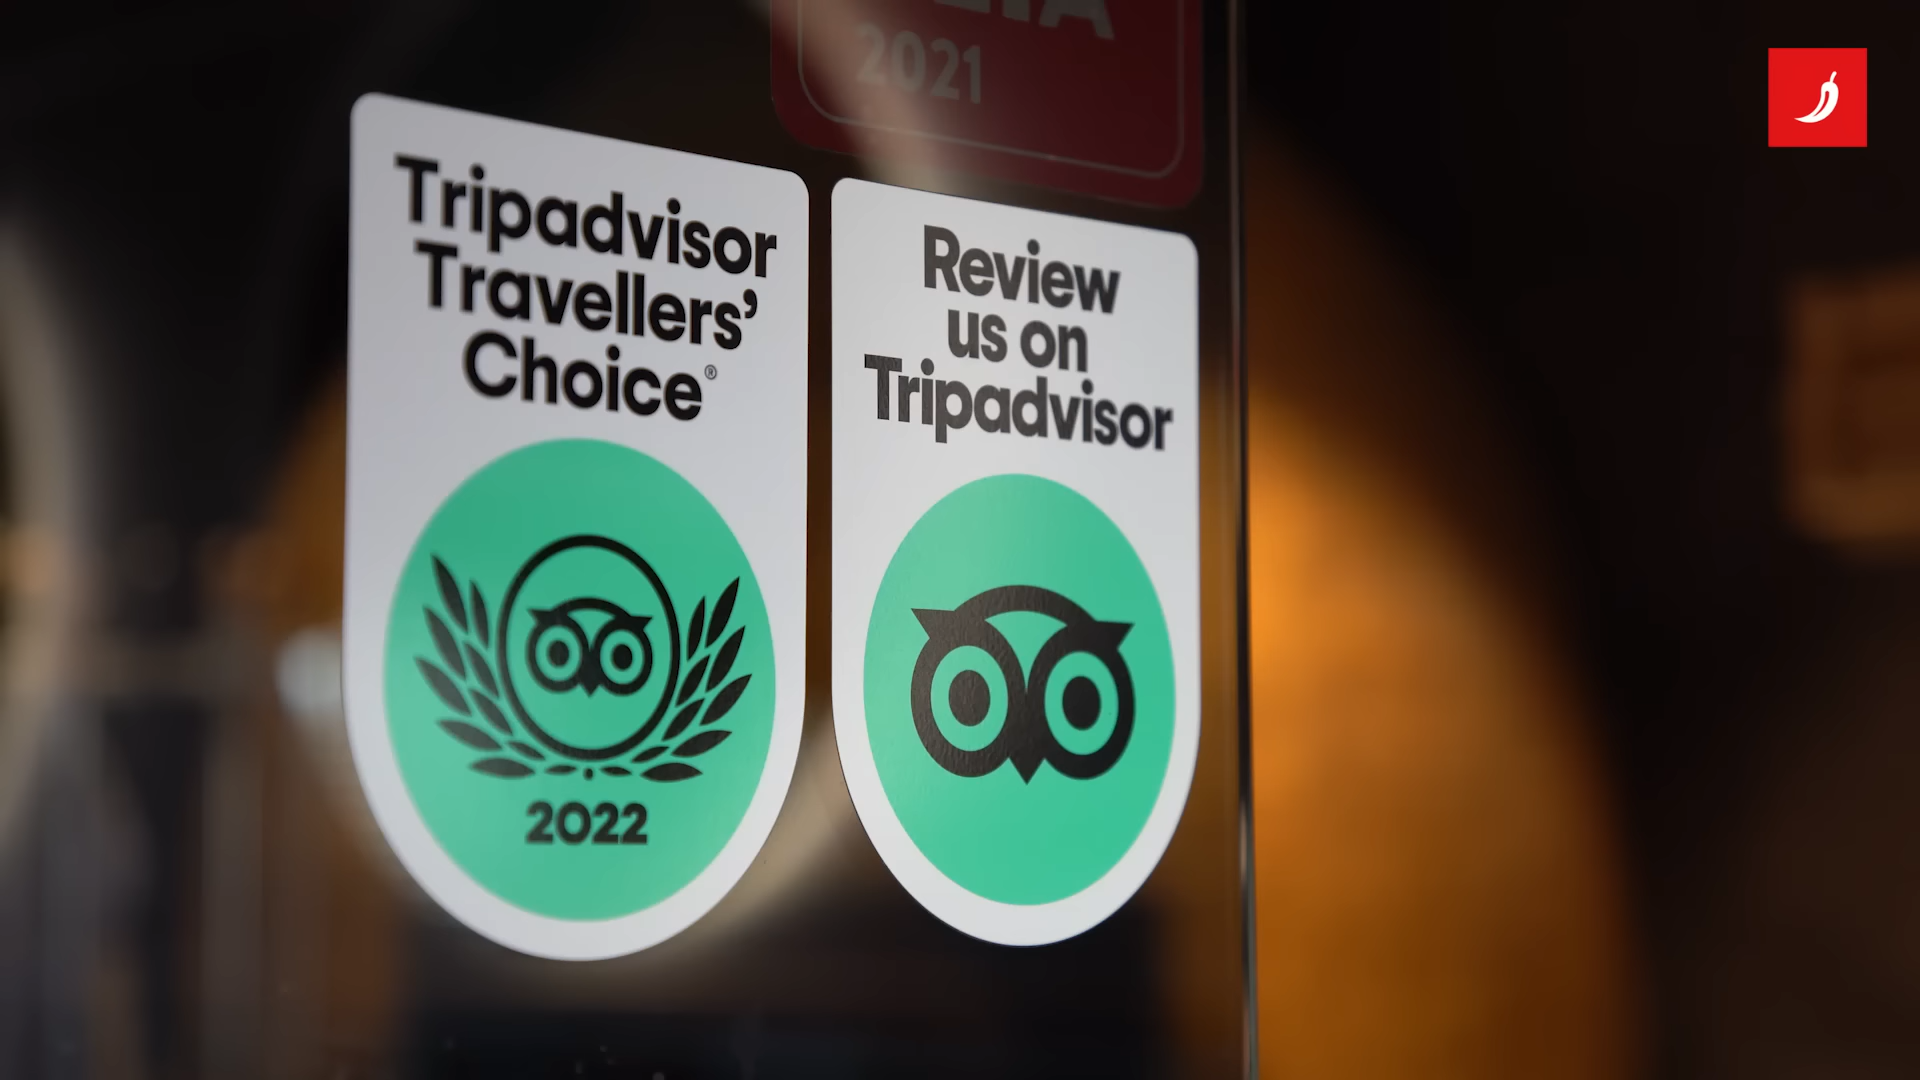 2021
Tripadvisor
Travellers’
Choice®
2022
Review
us on
Tripadvisor